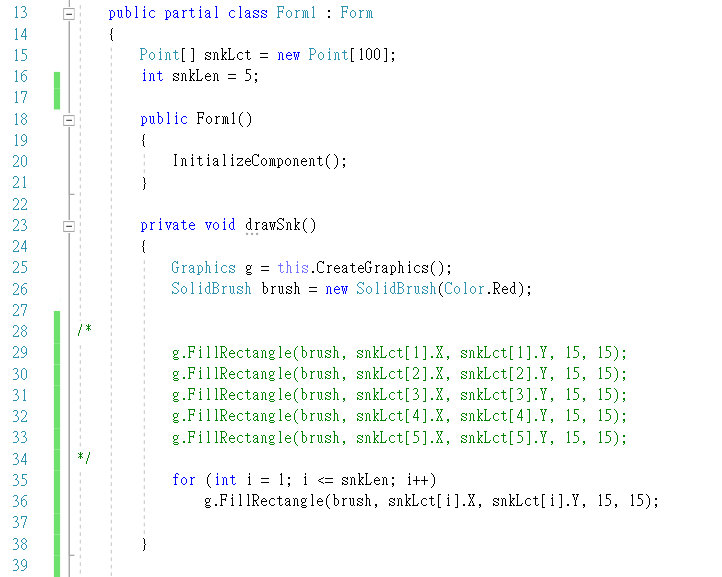 13 public partial class Form1 : Form
14 {
15 Point[] snkLct = new Point[100];
16 int snkLen = 5;
17
18 public Form1()
19 {
20 InitializeComponent();
21 }
22
23 private void drawSnk()
24 {
25 Graphics g = this.CreateGraphics();
26 SolidBrush brush = new SolidBrush(Color.Red);
27
28 /*
29 g.FillRectangle(brush, snkLct[1].X, snkLct[1].Y, 15, 15);
30 g.FillRectangle(brush, snkLct[2].X, snkLct[2].Y, 15, 15);
31 g.FillRectangle(brush, snkLct[3].X, snkLct[3].Y, 15, 15);
32 g.FillRectangle(brush, snkLct[4].X, snkLct[4].Y, 15, 15);
33 g.FillRectangle(brush, snkLct[5].X, snkLct[5].Y, 15, 15);
34 */
35 for (int i = 1; i <= snkLen; i++)
36 g.FillRectangle(brush, snkLct[i].X, snkLct[i].Y, 15, 15);
37
38 }
39